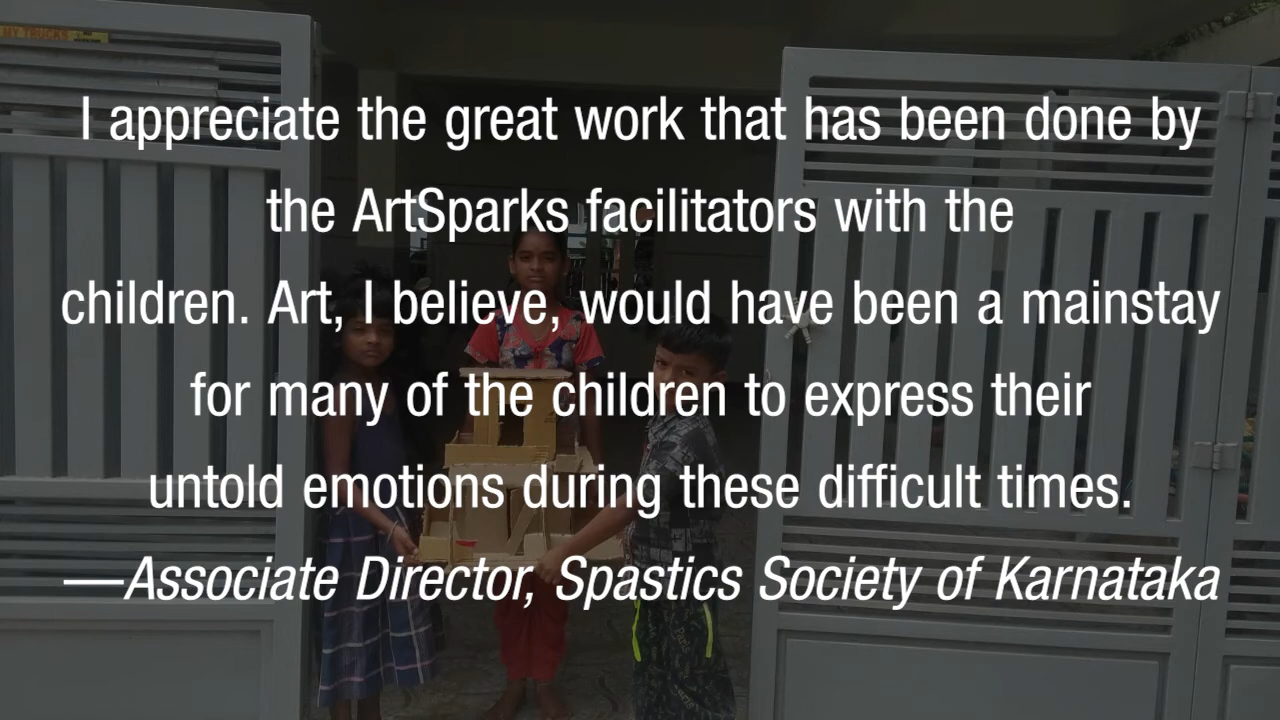 MY TRUCKS
I appreciate the great work that has been done by
the ArtSparks facilitators with the
children. Art, I believe, would have been a mainstay
for many of the children to express their
untold emotions during these difficult times.
—Associate Director, Spastics Society of Karnataka